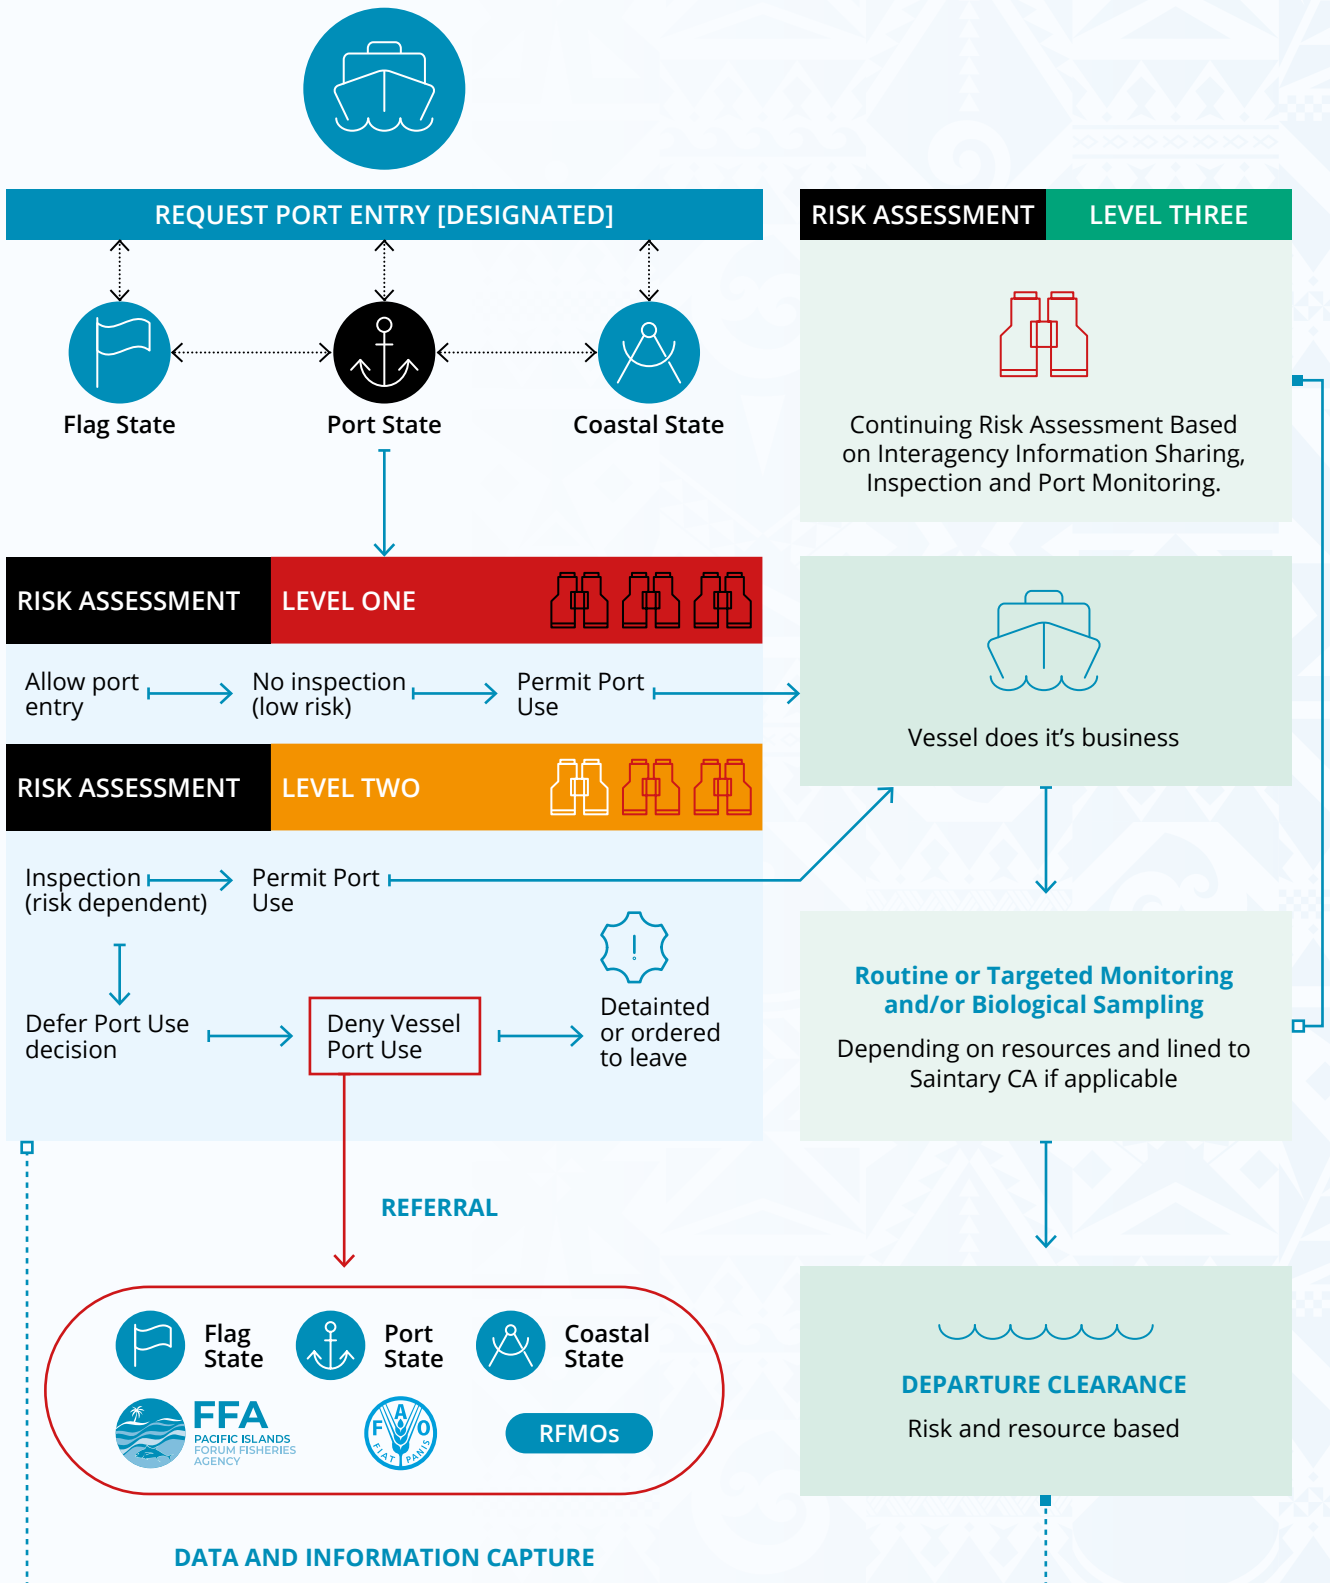 REQUEST PORT ENTRY [DESIGNATED]
Flag State
Port State
Coastal State
RISK ASSESSMENT
LEVEL ONE
Allow port
entry
No inspection
(low risk)
Permit Port
Use
RISK ASSESSMENT
LEVEL TWO
Inspection
(risk dependent)
Permit Port
Use
Defer Port Use
decision
Deny Vessel
Port Use
!
Detainted
or ordered
to leave
REFERRAL
Flag
State
Port
State
Coastal
State
FFA
PACIFIC ISLANDS
FORUM FISHERIES
AGENCY
F A O
FIAT PANIS
RFMOs
DATA AND INFORMATION CAPTURE
RISK ASSESSMENT
LEVEL THREE
Continuing Risk Assessment Based
on Interagency Information Sharing,
Inspection and Port Monitoring.
Vessel does it's business
Routine or Targeted Monitoring
and/or Biological Sampling
Depending on resources and lined to
Saintary CA if applicable
DEPARTURE CLEARANCE
Risk and resource based